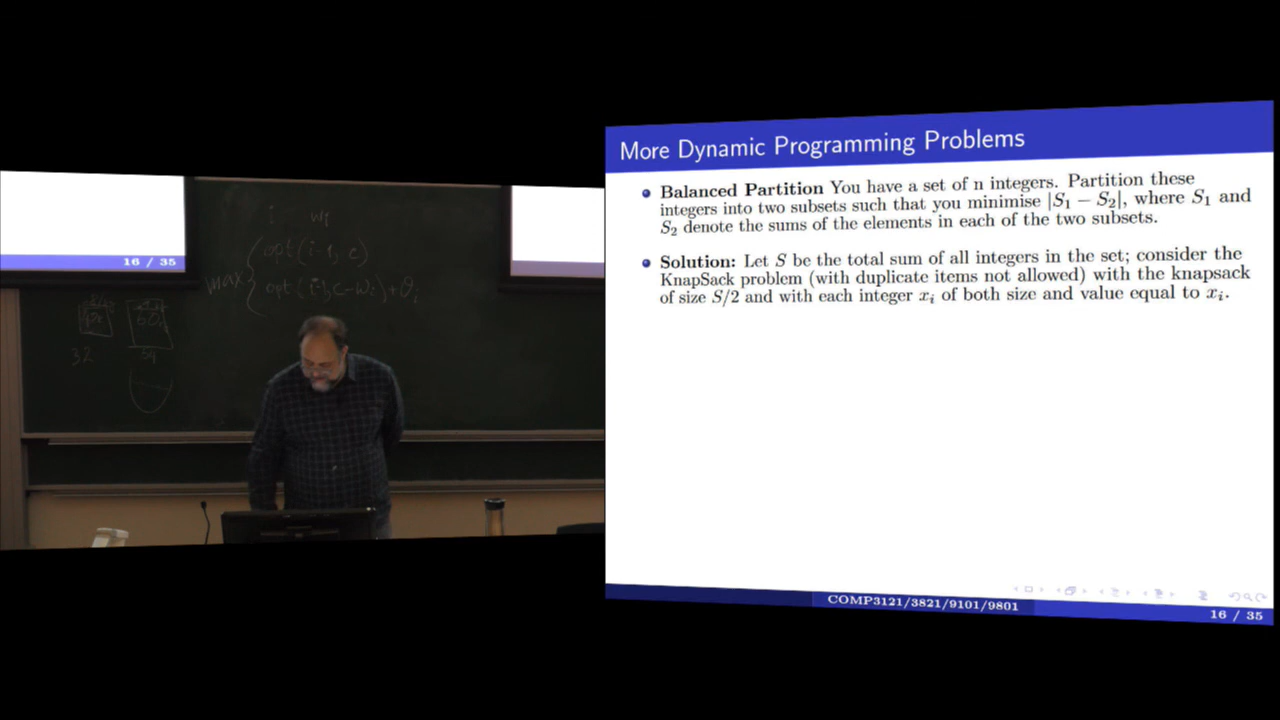 16 / 35
i wi
max
opt(i-1, c)
opt(i-1, c-wi)+
32
More Dynamic Programming Problems
Balanced Partition You have a set of n integers. Partition these
integers into two subsets such that you minimise |S₁ − S₂|, where S₁ and
S₂ denote the sums of the elements in each of the two subsets.
Solution: Let S be the total sum of all integers in the set; consider the
KnapSack problem (with duplicate items not allowed) with the knapsack
of size S/2 and with each integer xᵢ of both size and value equal to xᵢ.
COMP3121/3821/9101/9801
16 / 35